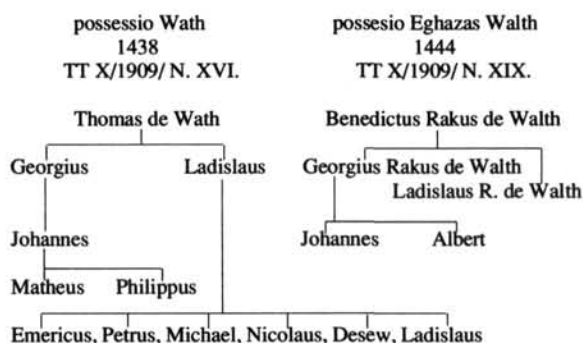 possessio Wath
1438
TT X/1909/ N. XVI.
Thomas de Wath
Georgius Ladislaus
Johannes
Matheus Philippus
Emericus, Petrus, Michael, Nicolaus, Desew, Ladislaus
possesio Eghazas Walth
1444
TT X/1909/ N. XIX.
Benedictus Rakus de Walth
Georgius Rakus de Walth
Ladislaus R. de Walth
Johannes Albert